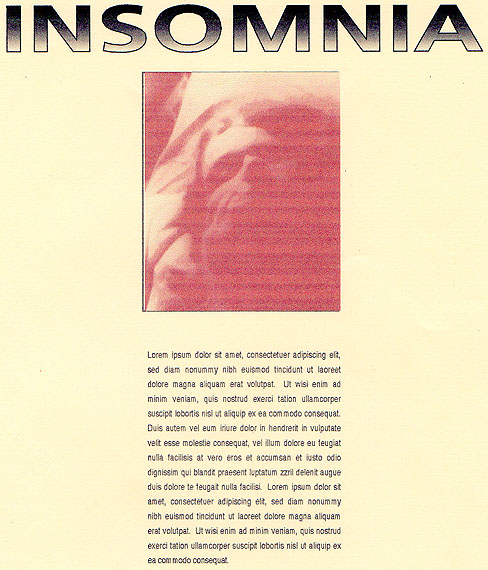 INSOMNIA
Lorem ipsum dolor sit amet, consectetuer adipiscing elit,
sed diam nonummy nibh euismod tincidunt ut laoreet
dolore magna aliquam erat volutpat.  Ut wisi enim ad
minim veniam, quis nostrud exerci tation ullamcorper
suscipit lobortis nisl ut aliquip ex ea commodo consequat.
Duis autem vel eum iriure dolor in hendrerit in vulputate
velit esse molestie consequat, vel illum dolore eu feugiat
nulla facilisis at vero eros et accumsan et iusto odio
dignissim qui blandit praesent luptatum zzril delenit augue
duis dolore te feugait nulla facilisi.  Lorem ipsum dolor sit
amet, consectetuer adipiscing elit, sed diam nonummy
nibh euismod tincidunt ut laoreet dolore magna aliquam
erat volutpat.  Ut wisi enim ad minim veniam, quis nostrud
exerci tation ullamcorper suscipit lobortis nisl ut aliquip ex
ea commodo consequat.